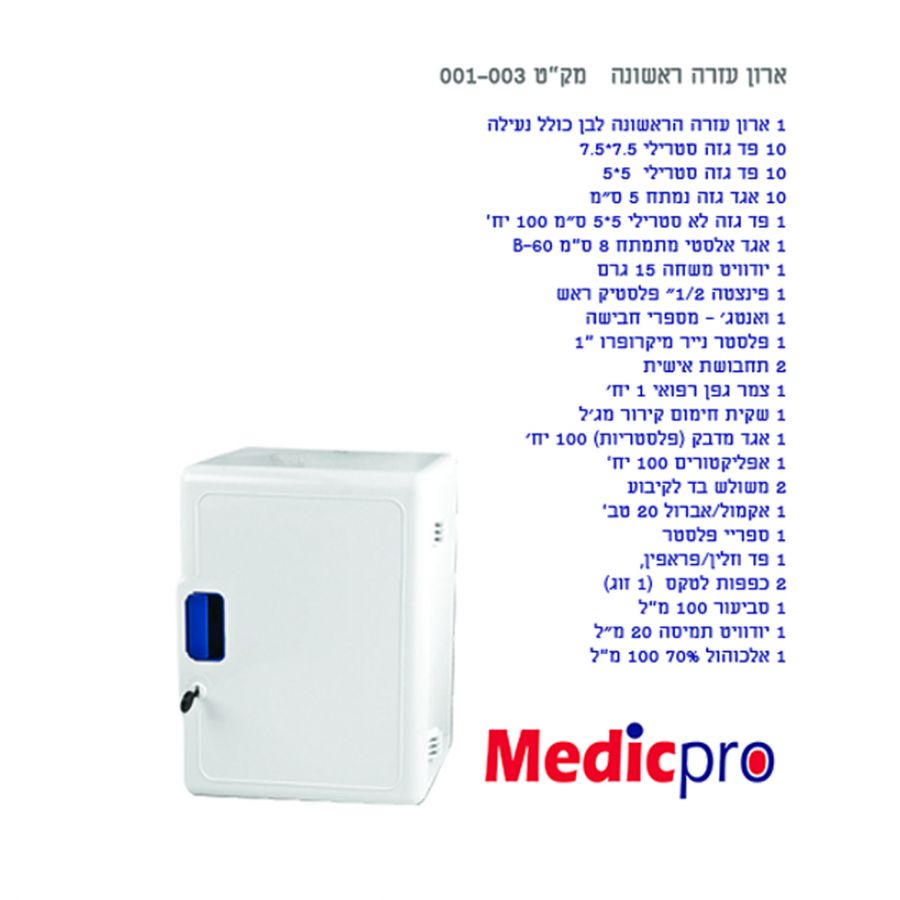 ארון עזרה ראשונה מק"ט 001-003
1 ארון עזרה הראשונה לבן כולל נעילה
10 פד גזה סטרילי 7.5*7.5
10 פד גזה סטרילי 5*5
10 אגד גזה נמתח 5 ס"מ
1 פד גזה לא סטרילי 5*5 ס"מ 100 יח'
1 אגד אלסטי מתמתח 8 ס"מ B-60
1 יודוויט משחה 15 גרם
1 פינצטה 1/2" פלסטיק ראש
1 ואנטג' - מספרי חבישה
1 פלסטר נייר מיקרופרו "1
2 תחבושת אישית
1 צמר גפן רפואי 1 יח'
1 שקית חימום קירור מג'ל
1 אגד מדבק (פלסטריות) 100 יח'
1 אפליקטורים 100 יח'
2 משולש בד לקיבוע
1 אקמול/אברול 20 טב'
1 ספריי פלסטר
1 פד וזלין/פראפין,
2 כפפות לטקס (1 זוג)
1 סביעור 100 מ"ל
1 יודוויט תמיסה 20 מ"ל
1 אלכוהול 70% 100 מ"ל
Medicpro